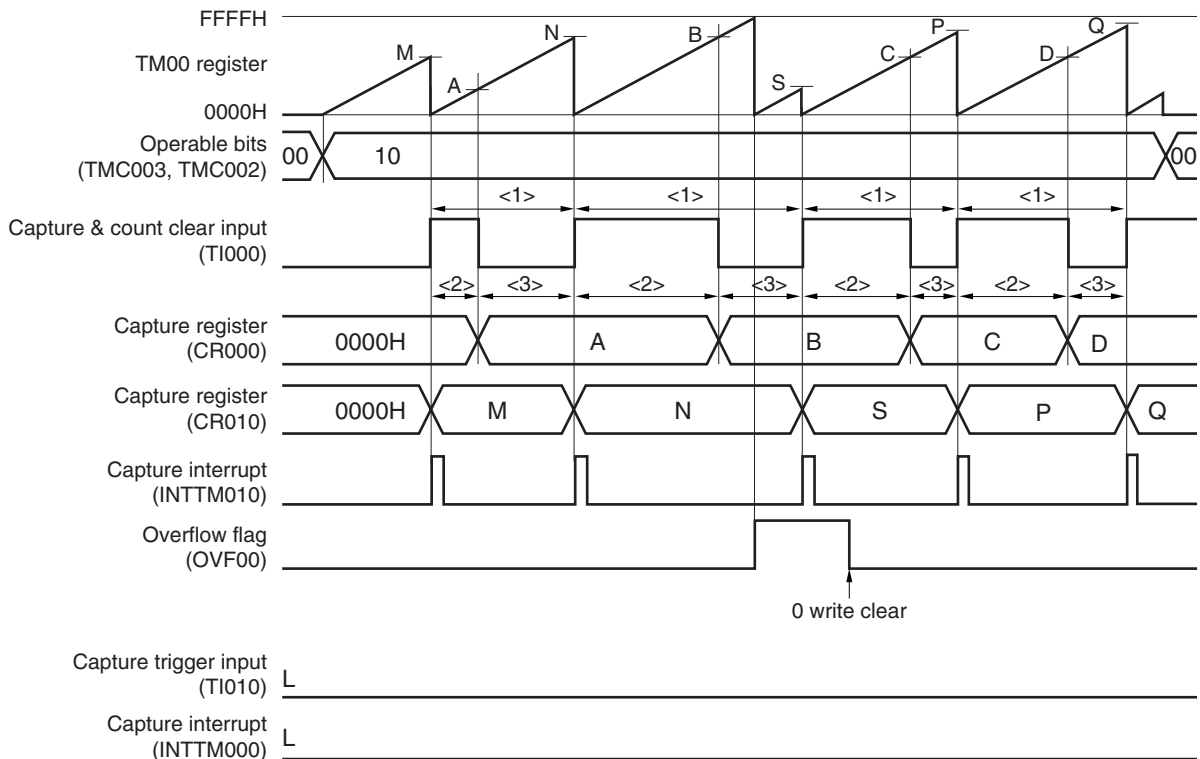 FFFFH
TM00 register
0000H
M A N B S C P D Q
Operable bits
(TMC003, TMC002)
00 10 00
<1> <1> <1> <1>
Capture & count clear input
(TI000)
<2> <3> <2> <3> <2> <3> <2> <3>
Capture register
(CR000)
0000H A B C D
Capture register
(CR010)
0000H M N S P Q
Capture interrupt
(INTTM010)
Overflow flag
(OVF00)
0 write clear
Capture trigger input
(TI010)
L
Capture interrupt
(INTTM000)
L